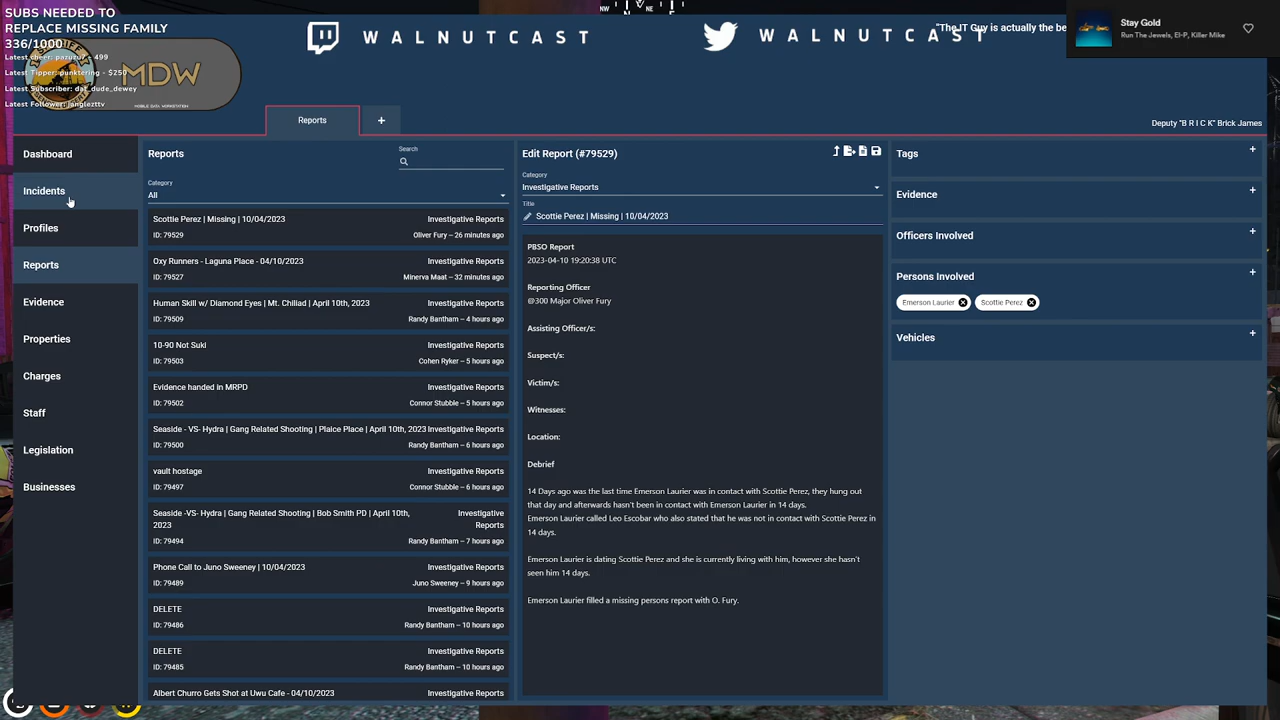 SUBS NEEDED TO
REPLACE MISSING FAMILY
336/1000
Latest cheer: pazuzu7 - 499
Latest Tipper: punktering - $250
Latest Subscriber: dat_dude_dewey
Latest Follower: janglezttv
MDW
MOBILE DATA WORKSTATION
NW NE
WALNUTCAST
WALNUTCAST
"The IT Guy is actually the be
Stay Gold
Run The Jewels, El-P, Killer Mike
Reports
+
Deputy "B R I C K" Brick James
Dashboard
Incidents
Profiles
Reports
Evidence
Properties
Charges
Staff
Legislation
Businesses
Reports
Search
Category
All
Scottie Perez | Missing | 10/04/2023 Investigative Reports
ID: 79529 Oliver Fury – 26 minutes ago
Oxy Runners - Laguna Place - 04/10/2023 Investigative Reports
ID: 79527 Minerva Maat – 32 minutes ago
Human Skill w/ Diamond Eyes | Mt. Chiliad | April 10th, 2023 Investigative Reports
ID: 79509 Randy Bantham – 4 hours ago
10-90 Not Suki Investigative Reports
ID: 79503 Cohen Ryker – 5 hours ago
Evidence handed in MRPD Investigative Reports
ID: 79502 Connor Stubble – 5 hours ago
Seaside - VS- Hydra | Gang Related Shooting | Plaice Place | April 10th, 2023 Investigative Reports
ID: 79500 Randy Bantham – 6 hours ago
vault hostage Investigative Reports
ID: 79497 Connor Stubble – 6 hours ago
Seaside -VS- Hydra | Gang Related Shooting | Bob Smith PD | April 10th, Investigative
2023 Reports
ID: 79494 Randy Bantham – 7 hours ago
Phone Call to Juno Sweeney | 10/04/2023 Investigative Reports
ID: 79489 Juno Sweeney – 9 hours ago
DELETE Investigative Reports
ID: 79486 Randy Bantham – 10 hours ago
DELETE Investigative Reports
ID: 79485 Randy Bantham – 10 hours ago
Albert Churro Gets Shot at Uwu Cafe - 04/10/2023 Investigative Reports
Edit Report (#79529)
Category
Investigative Reports
Title
Scottie Perez | Missing | 10/04/2023
PBSO Report
2023-04-10 19:20:38 UTC
Reporting Officer
@300 Major Oliver Fury
Assisting Officer/s:
Suspect/s:
Victim/s:
Witnesses:
Location:
Debrief
14 Days ago was the last time Emerson Laurier was in contact with Scottie Perez, they hung out
that day and afterwards hasn't been in contact with Emerson Laurier in 14 days.
Emerson Laurier called Leo Escobar who also stated that he was not in contact with Scottie Perez in
14 days.
Emerson Laurier is dating Scottie Perez and she is currently living with him, however she hasn't
seen him 14 days.
Emerson Laurier filled a missing persons report with O. Fury.
Tags +
Evidence +
Officers Involved +
Persons Involved +
Emerson Laurier Scottie Perez
Vehicles +